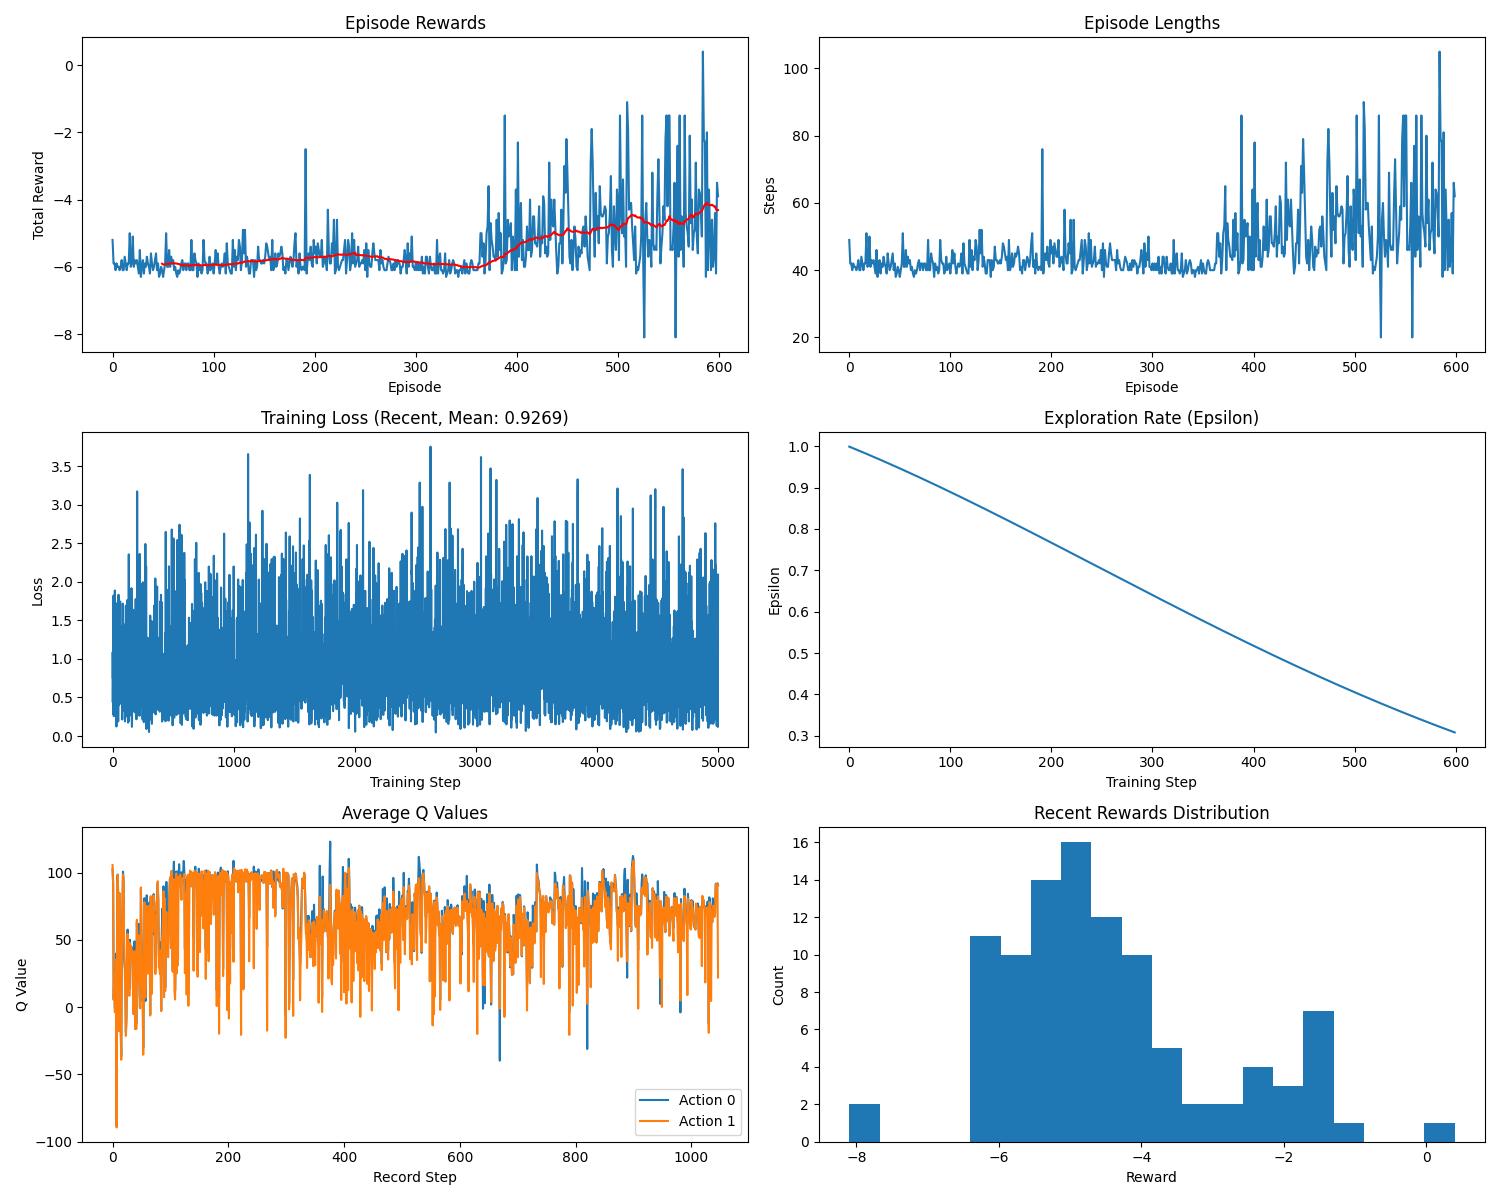 Episode Rewards
Total Reward
0
−2
−4
−6
−8
0 100 200 300 400 500 600
Episode
Episode Lengths
Steps
100
80
60
40
20
0 100 200 300 400 500 600
Episode
Training Loss (Recent, Mean: 0.9269)
Loss
3.5
3.0
2.5
2.0
1.5
1.0
0.5
0.0
0 1000 2000 3000 4000 5000
Training Step
Exploration Rate (Epsilon)
Epsilon
1.0
0.9
0.8
0.7
0.6
0.5
0.4
0.3
0 100 200 300 400 500 600
Training Step
Average Q Values
Q Value
100
50
0
−50
−100
Action 0
Action 1
0 200 400 600 800 1000
Record Step
Recent Rewards Distribution
Count
16
14
12
10
8
6
4
2
0
−8 −6 −4 −2 0
Reward